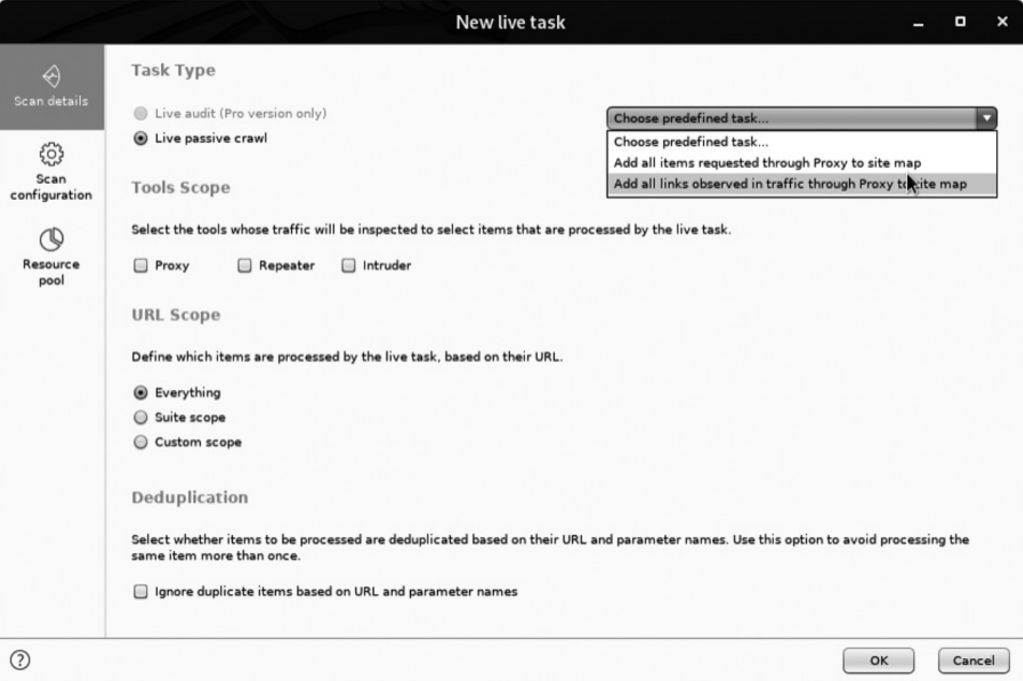 New live task
Scan details
Scan
configuration
Resource
pool
Task Type
Live audit (Pro version only)
Live passive crawl
Choose predefined task...
Choose predefined task...
Add all items requested through Proxy to site map
Add all links observed in traffic through Proxy to site map
Tools Scope
Select the tools whose traffic will be inspected to select items that are processed by the live task.
Proxy Repeater Intruder
URL Scope
Define which items are processed by the live task, based on their URL.
Everything
Suite scope
Custom scope
Deduplication
Select whether items to be processed are deduplicated based on their URL and parameter names. Use this option to avoid processing the
same item more than once.
Ignore duplicate items based on URL and parameter names
?
OK Cancel